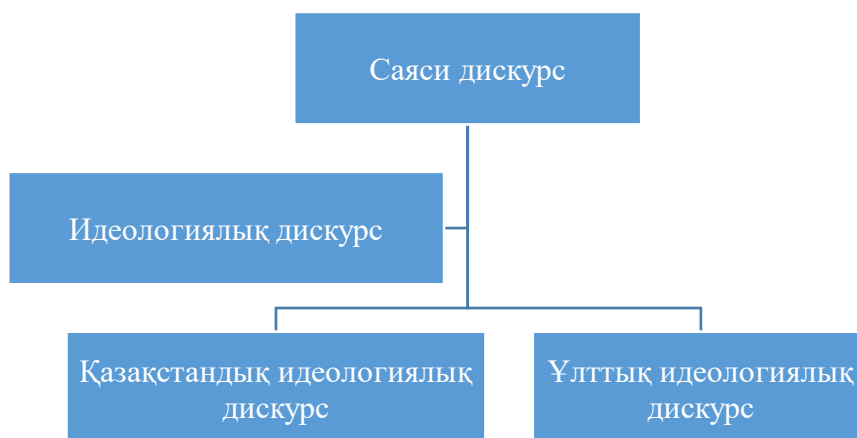 Саяси дискурс
Идеологиялық дискурс
Қазақстандық идеологиялық
дискурс
Ұлттық идеологиялық
дискурс